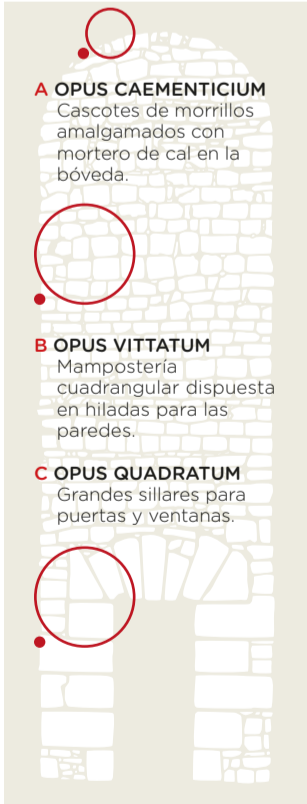 A OPUS CAEMENTICIUM
Cascotes de morrillos
amalgamados con
mortero de cal en la
bóveda.
B OPUS VITTATUM
Mampostería
cuadrangular dispuesta
en hiladas para las
paredes.
C OPUS QUADRATUM
Grandes sillares para
puertas y ventanas.